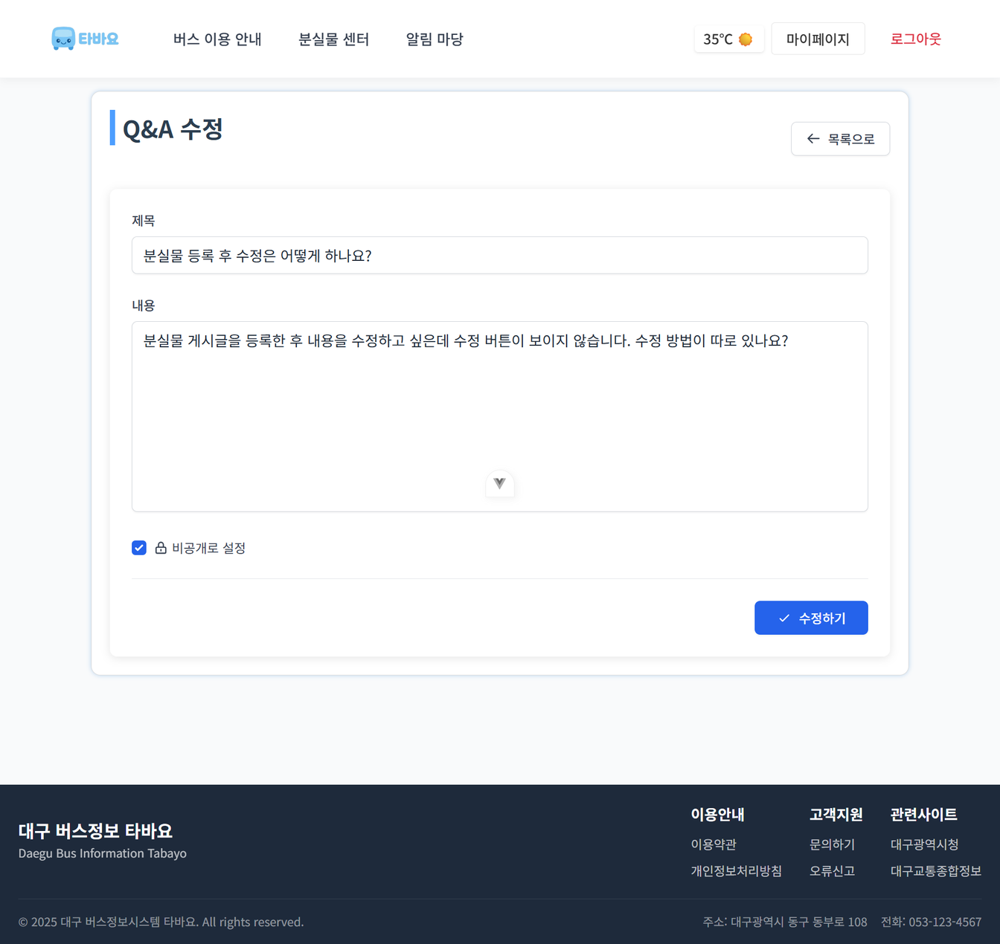 타바요
버스 이용 안내
분실물 센터
알림 마당
35℃
마이페이지
로그아웃
Q&A 수정
목록으로
제목
분실물 등록 후 수정은 어떻게 하나요?
내용
분실물 게시글을 등록한 후 내용을 수정하고 싶은데 수정 버튼이 보이지 않습니다. 수정 방법이 따로 있나요?
비공개로 설정
수정하기
대구 버스정보 타바요
Daegu Bus Information Tabayo
이용안내
이용약관
개인정보처리방침
고객지원
문의하기
오류신고
관련사이트
대구광역시청
대구교통종합정보
© 2025 대구 버스정보시스템 타바요. All rights reserved.
주소: 대구광역시 동구 동부로 108
전화: 053-123-4567